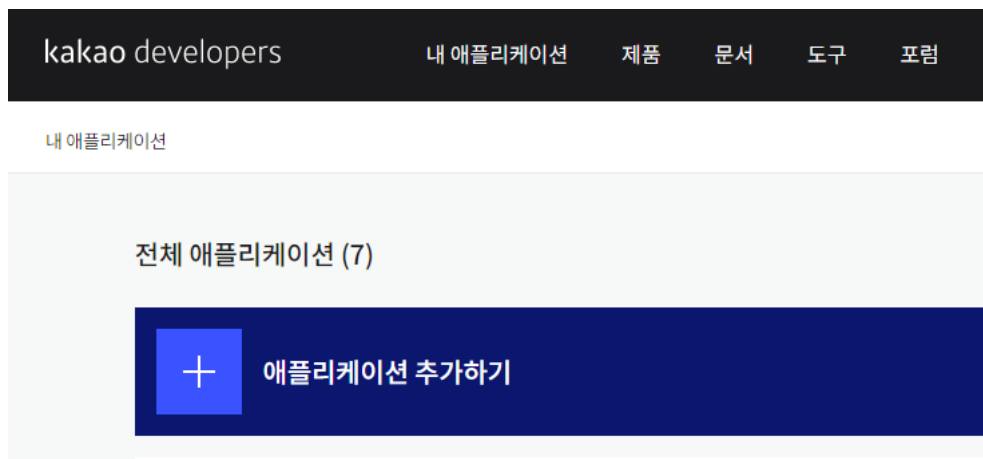 kakao developers 내 애플리케이션 제품 문서 도구 포럼
내 애플리케이션
전체 애플리케이션 (7)
애플리케이션 추가하기